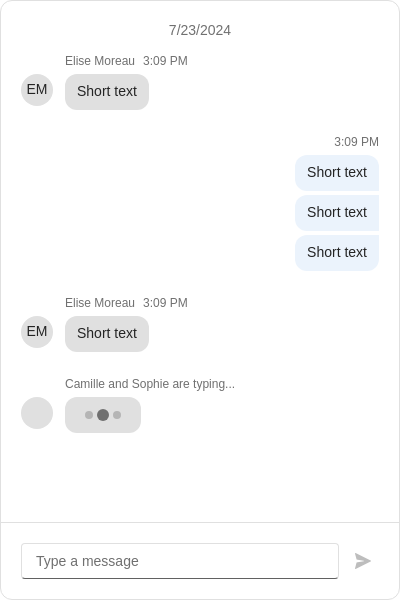 7/23/2024
Elise Moreau 3:09 PM
EM Short text
3:09 PM
Short text
Short text
Short text
Elise Moreau 3:09 PM
EM Short text
Camille and Sophie are typing...
Type a message